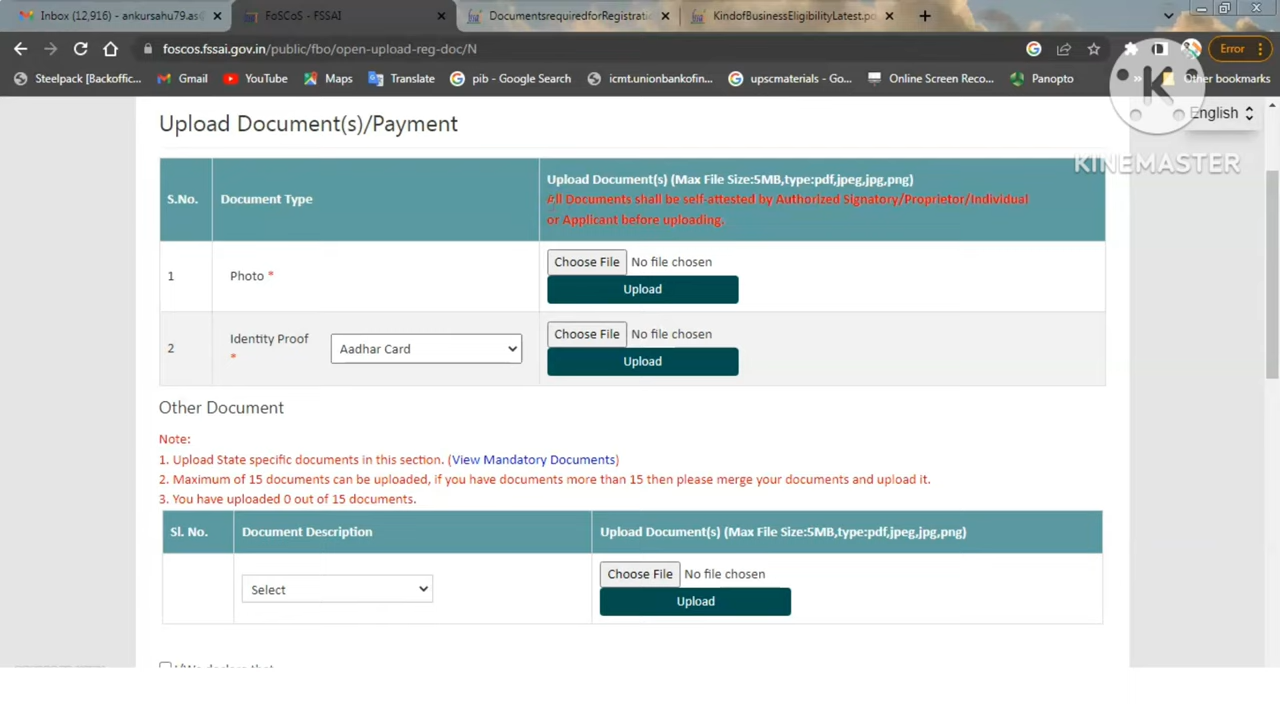 Inbox (12,916) - ankursahu79.as@
FoSCoS - FSSAI
DocumentsrequiredforRegistrati
KindofBusinessEligibilityLatest.po
foscos.fssai.gov.in/public/fbo/open-upload-reg-doc/N
Error
Steelpack [Backoffic...
Gmail
YouTube
Maps
Translate
pib - Google Search
icmt.unionbankofin...
upscmaterials - Go...
Online Screen Reco...
Panopto
»
Other bookmarks
K
English
KINEMASTER
Upload Document(s)/Payment
S.No.
Document Type
Upload Document(s) (Max File Size:5MB,type:pdf,jpeg,jpg,png)
All Documents shall be self-attested by Authorized Signatory/Proprietor/Individual
or Applicant before uploading.
1
Photo *
Choose File No file chosen
Upload
2
Identity Proof
*
Aadhar Card
Choose File No file chosen
Upload
Other Document
Note:
1. Upload State specific documents in this section. (View Mandatory Documents)
2. Maximum of 15 documents can be uploaded, if you have documents more than 15 then please merge your documents and upload it.
3. You have uploaded 0 out of 15 documents.
Sl. No.
Document Description
Upload Document(s) (Max File Size:5MB,type:pdf,jpeg,jpg,png)
Select
Choose File No file chosen
Upload
I/We declare that